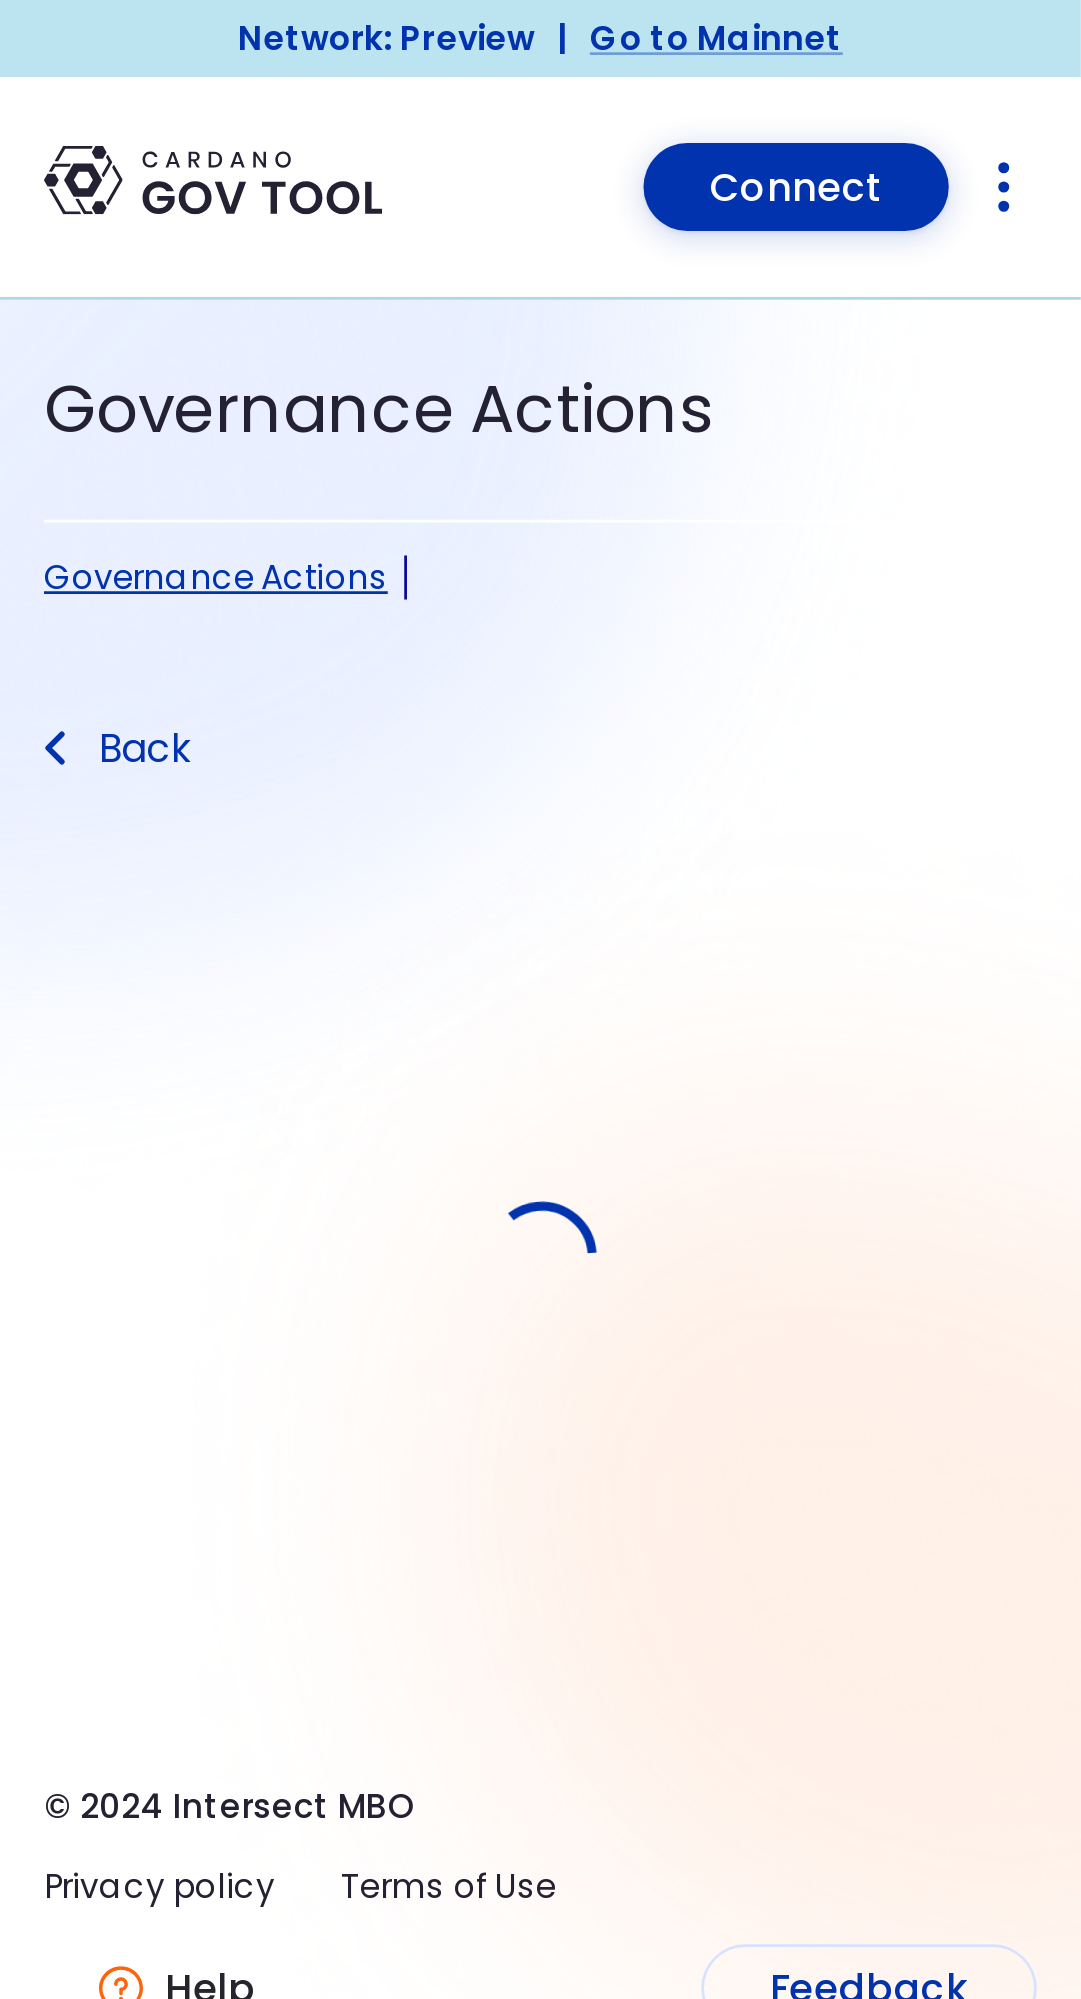 Network: Preview | Go to Mainnet
CARDANO
GOV TOOL
Connect
Governance Actions
Governance Actions |
Back
© 2024 Intersect MBO
Privacy policy Terms of Use
Help Feedback